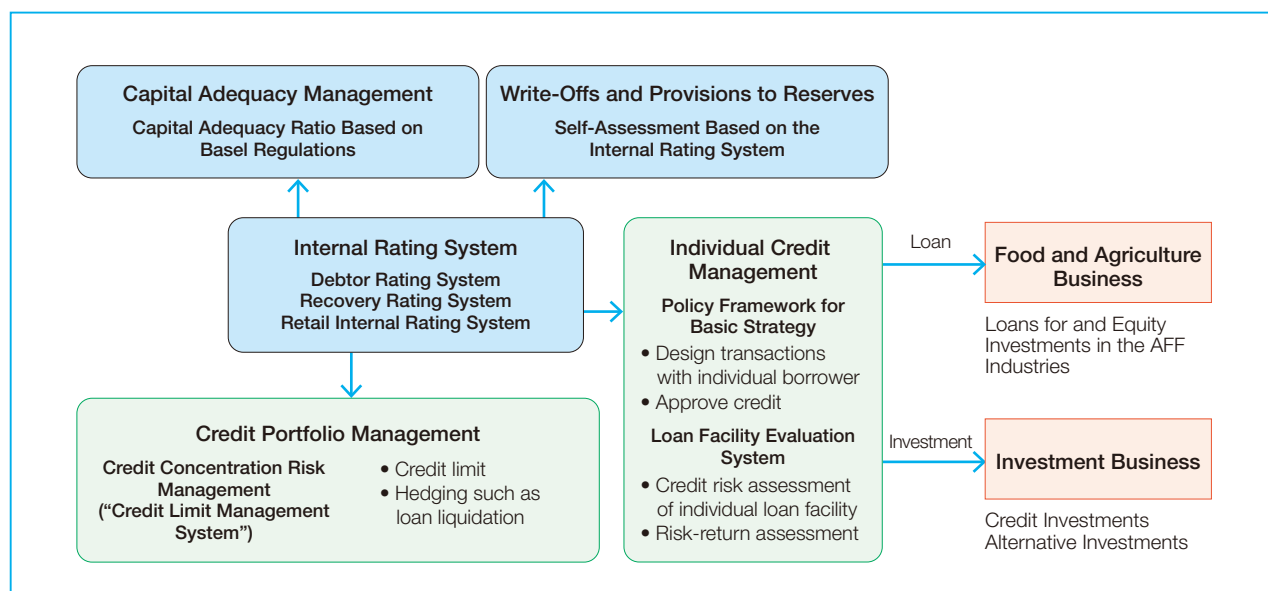 Capital Adequacy Management
Capital Adequacy Ratio Based on
Basel Regulations
Write-Offs and Provisions to Reserves
Self-Assessment Based on the
Internal Rating System
Internal Rating System
Debtor Rating System
Recovery Rating System
Retail Internal Rating System
Credit Portfolio Management
Credit Concentration Risk
Management
(“Credit Limit Management
System”)
• Credit limit
• Hedging such as
loan liquidation
Individual Credit
Management
Policy Framework for
Basic Strategy
• Design transactions
with individual borrower
• Approve credit
Loan Facility Evaluation
System
• Credit risk assessment
of individual loan facility
• Risk-return assessment
Loan
Food and Agriculture
Business
Loans for and Equity
Investments in the AFF
Industries
Investment
Investment Business
Credit Investments
Alternative Investments